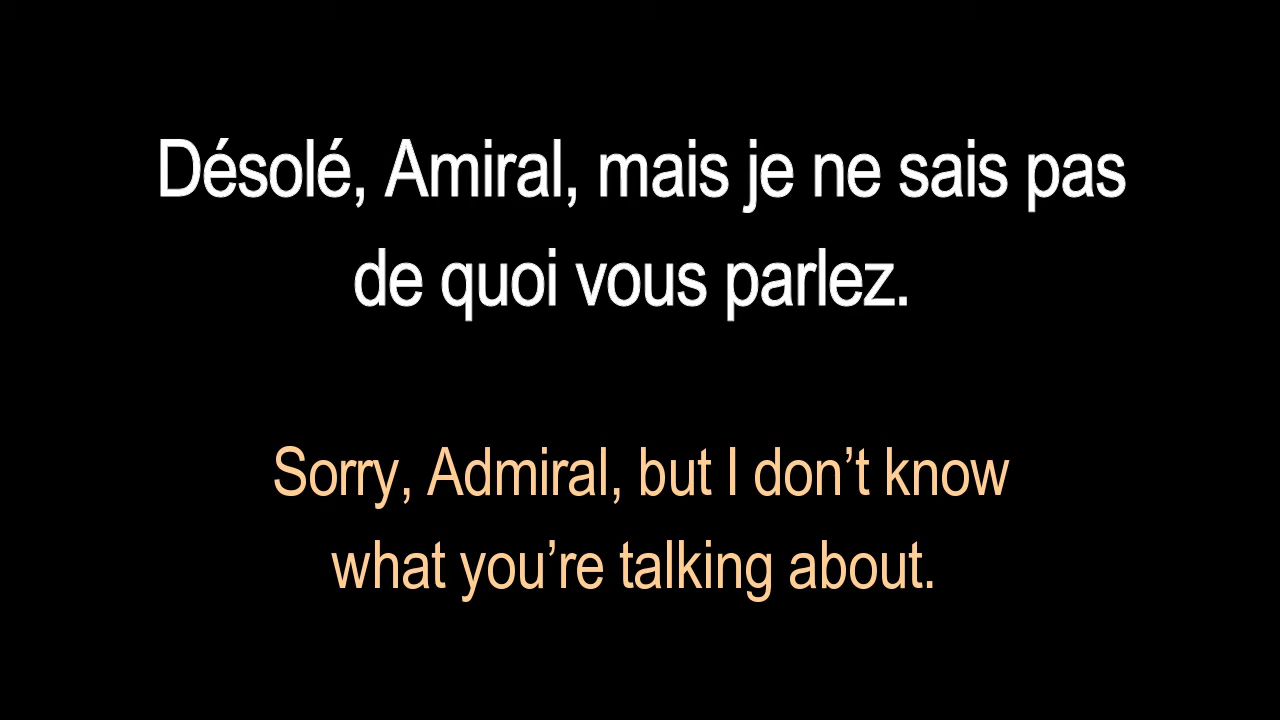 Désolé, Amiral, mais je ne sais pas
de quoi vous parlez.
Sorry, Admiral, but I don’t know
what you’re talking about.